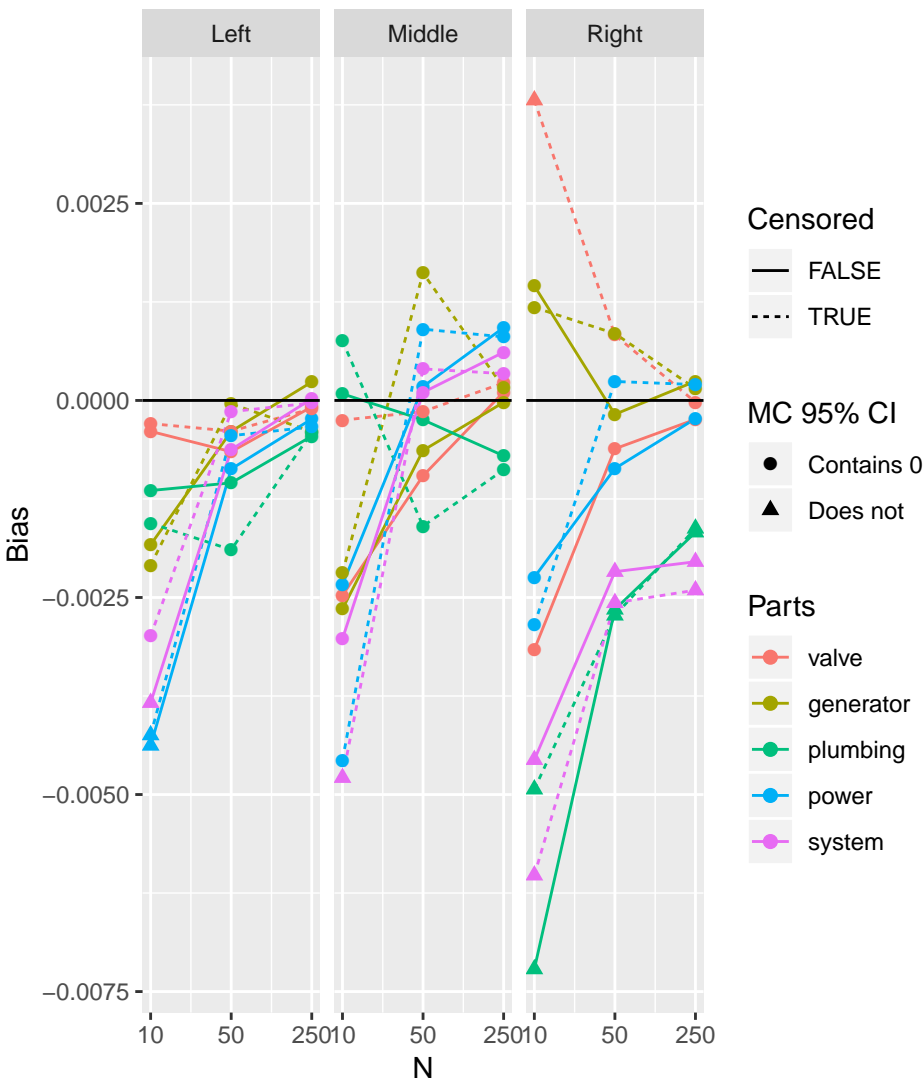 Left Middle Right
0.0025
0.0000
−0.0025
−0.0050
−0.0075
Bias
10 50 250 10 50 250 10 50 250
N
Censored
FALSE
TRUE
MC 95% CI
Contains 0
Does not
Parts
valve
generator
plumbing
power
system